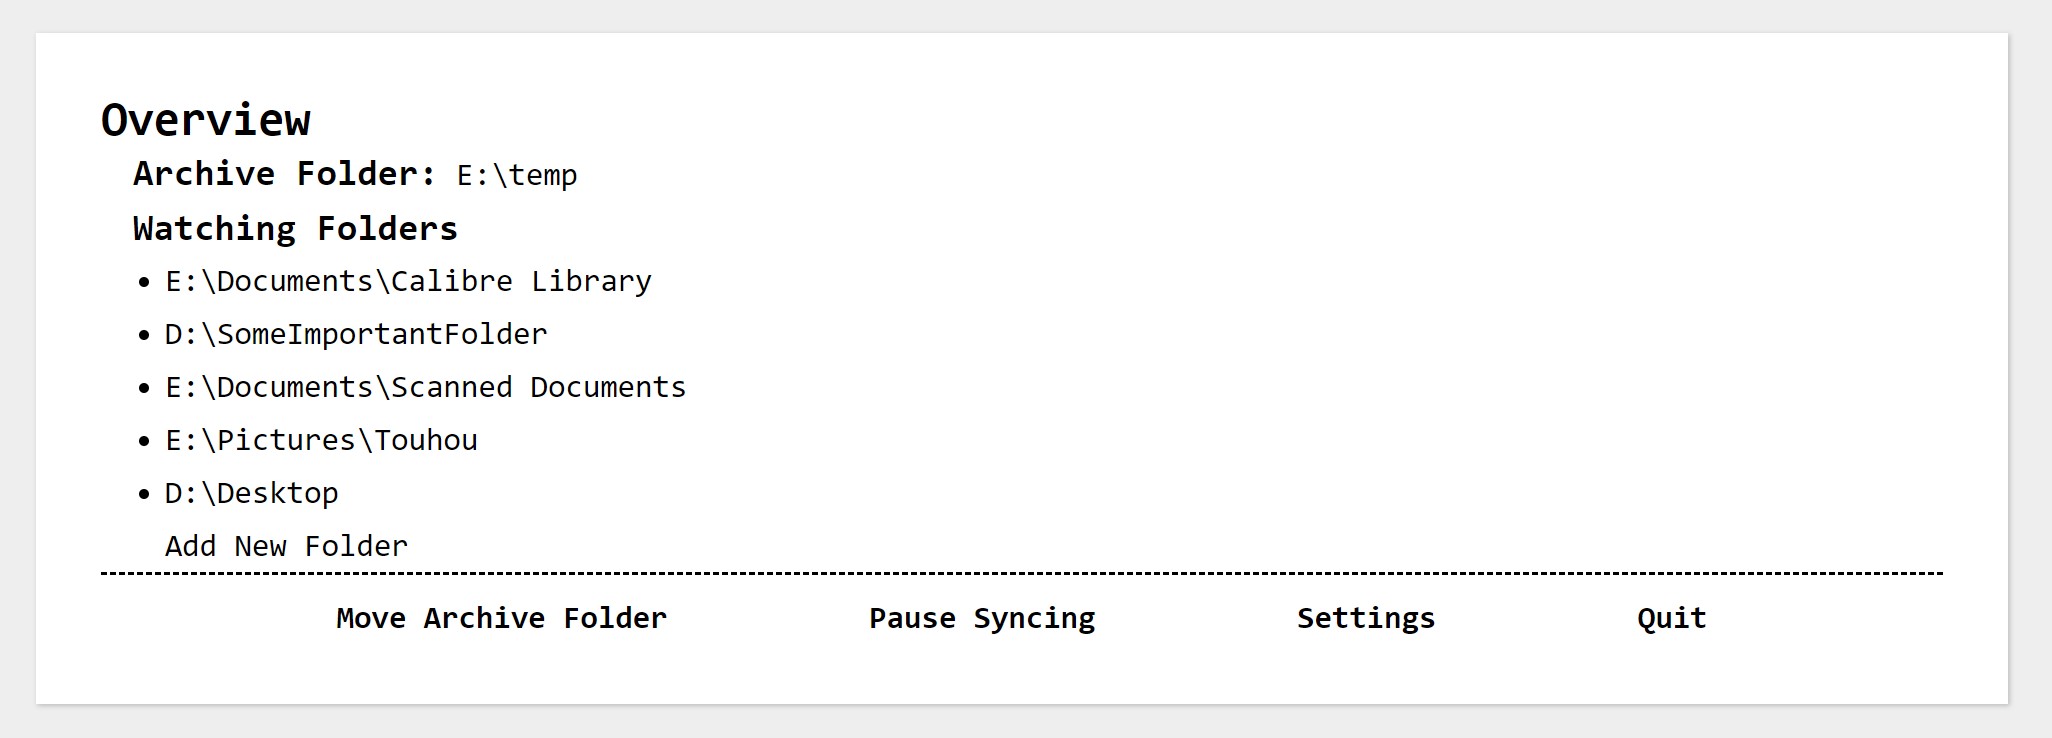 Overview
Archive Folder: E:\temp
Watching Folders
• E:\Documents\Calibre Library
• D:\SomeImportantFolder
• E:\Documents\Scanned Documents
• E:\Pictures\Touhou
• D:\Desktop
Add New Folder
Move Archive Folder Pause Syncing Settings Quit